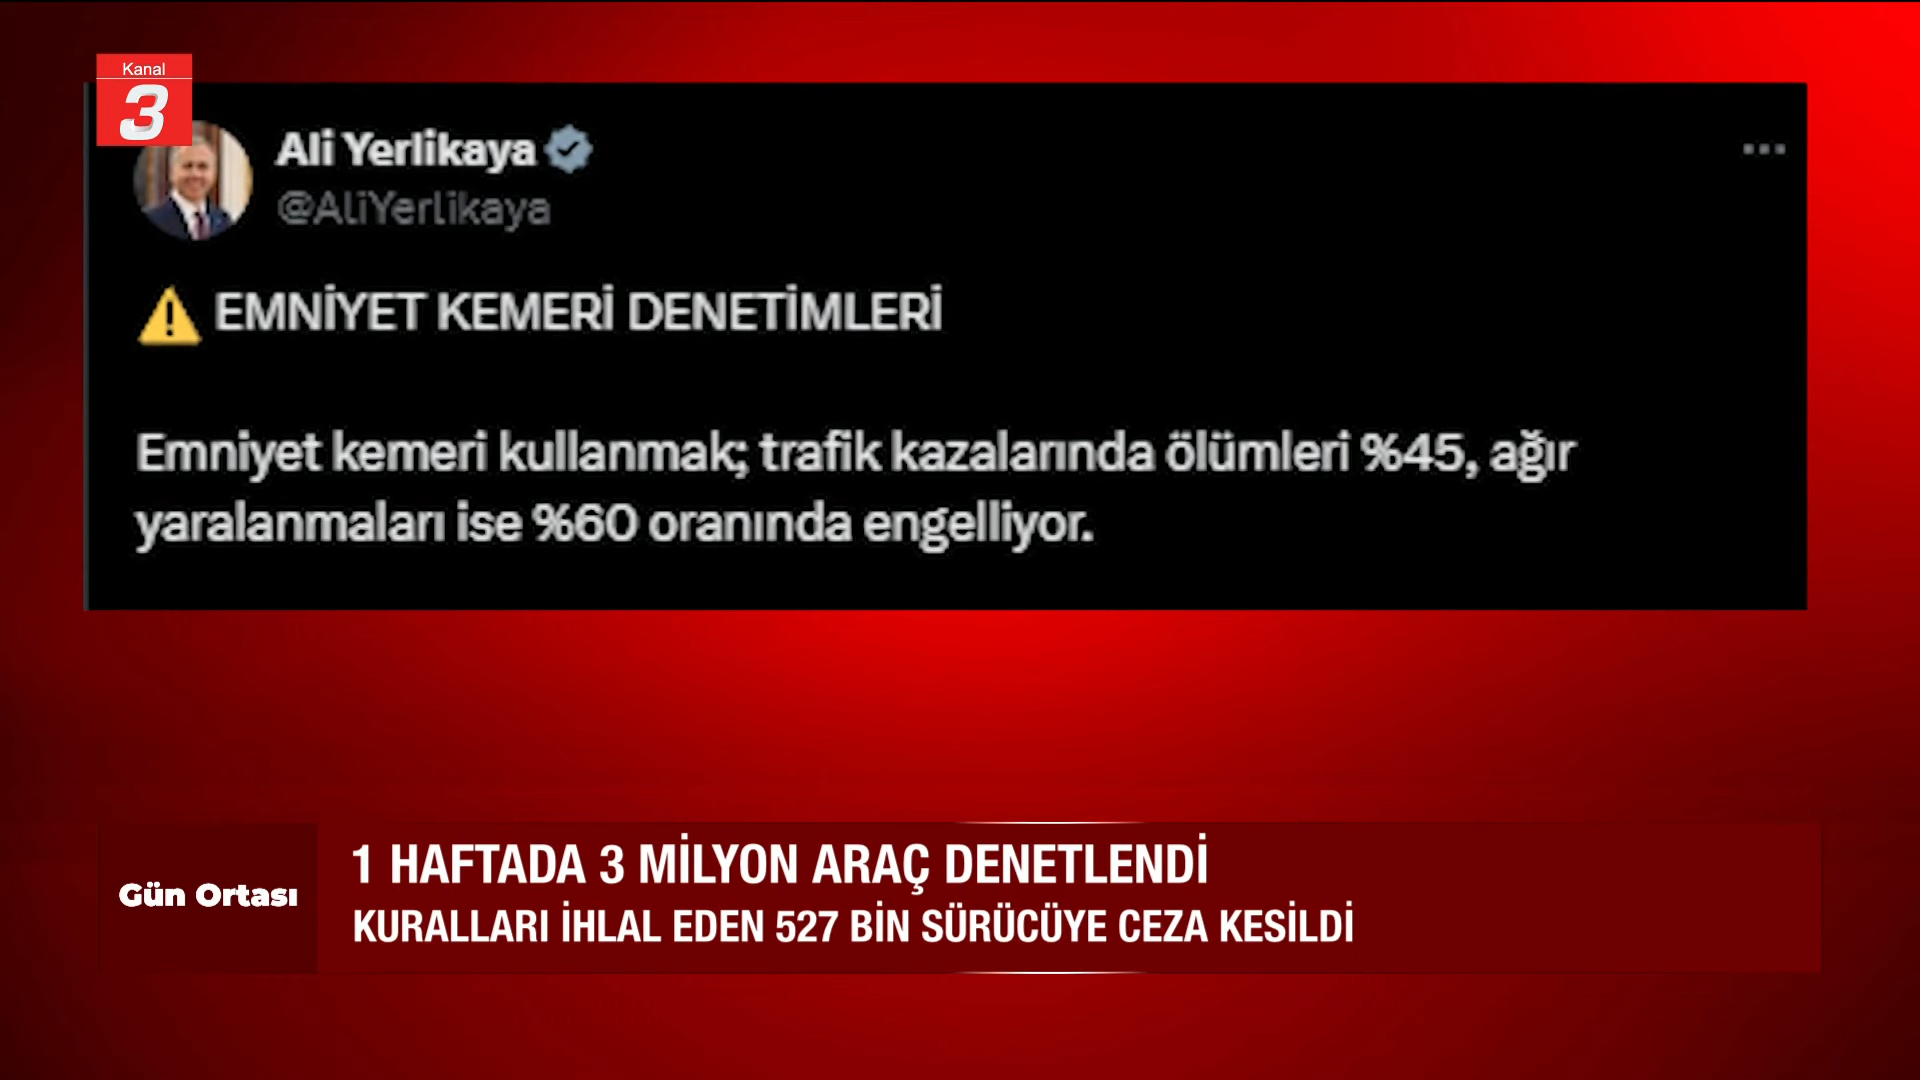 Kanal
3
Ali Yerlikaya
@AliYerlikaya
EMNİYET KEMERİ DENETİMLERİ
Emniyet kemeri kullanmak; trafik kazalarında ölümleri %45, ağır
yaralanmaları ise %60 oranında engelliyor.
Gün Ortası
1 HAFTADA 3 MİLYON ARAÇ DENETLENDİ
KURALLARI İHLAL EDEN 527 BİN SÜRÜCÜYE CEZA KESİLDİ